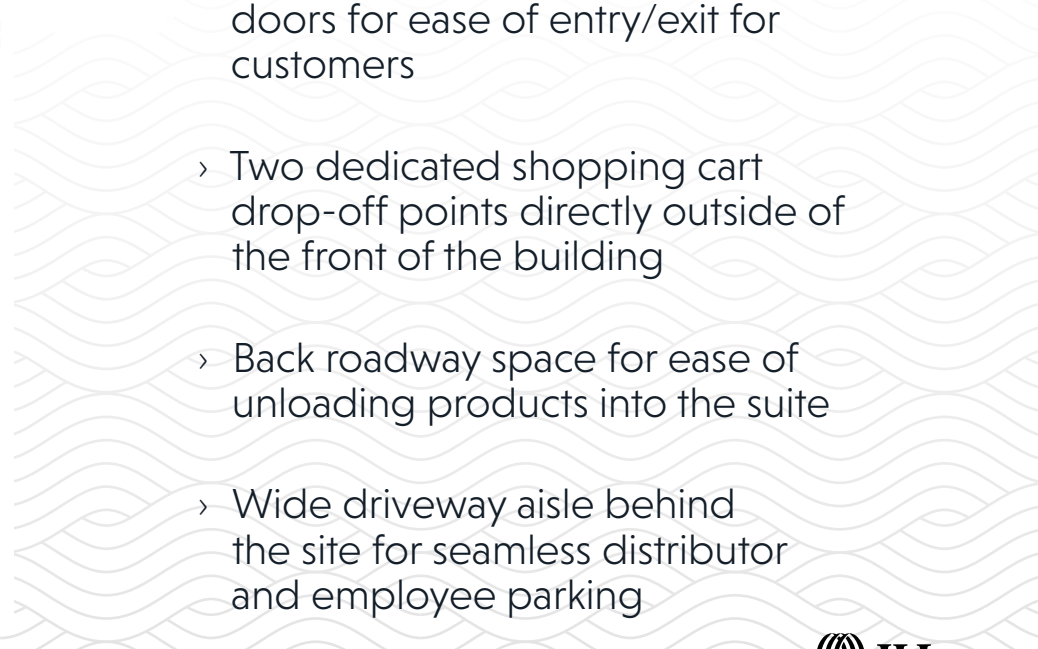 doors for ease of entry/exit for
customers
› Two dedicated shopping cart
drop-off points directly outside of
the front of the building
› Back roadway space for ease of
unloading products into the suite
› Wide driveway aisle behind
the site for seamless distributor
and employee parking